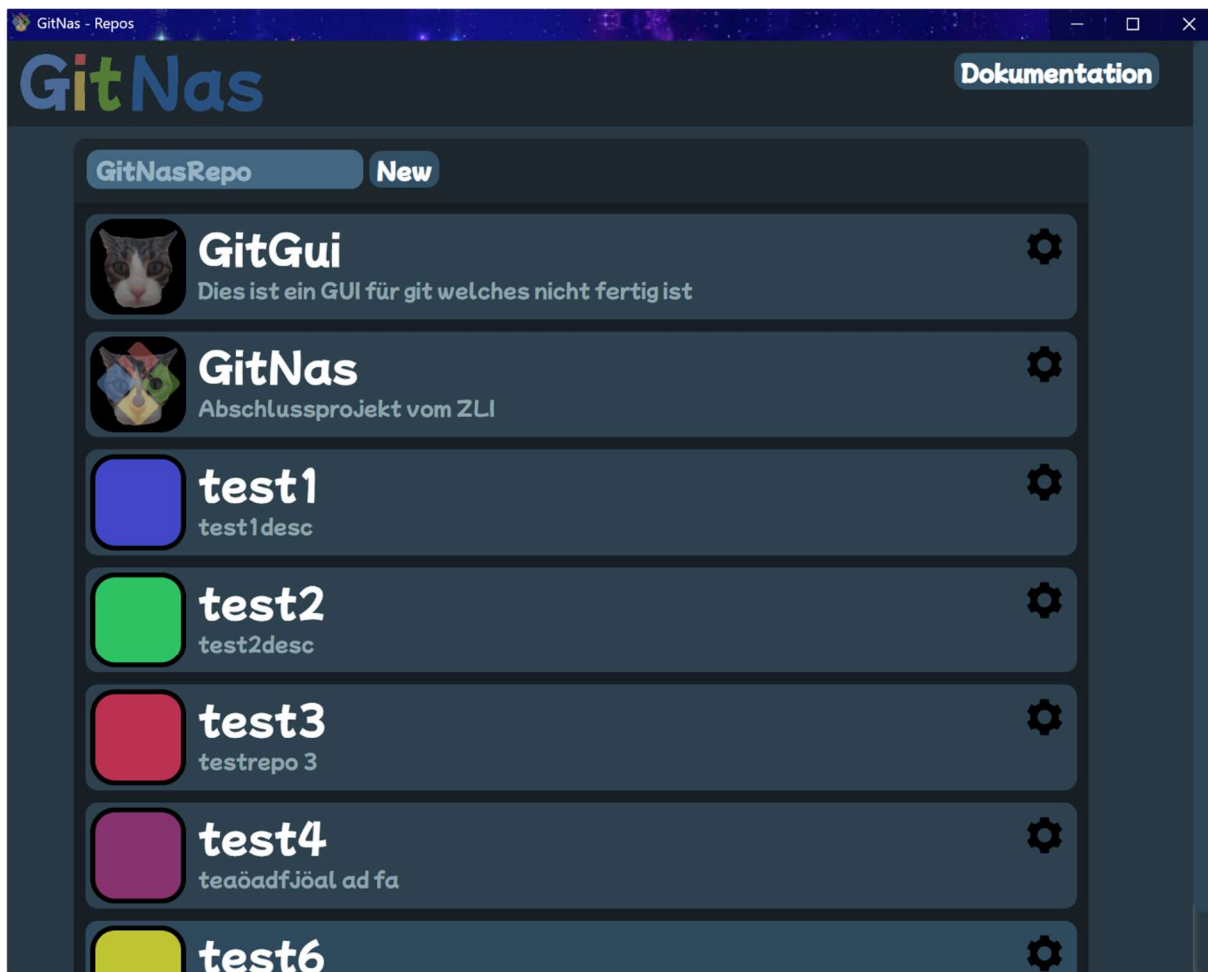 GitNas - Repos
GitNas
Dokumentation
GitNasRepo
New
GitGui
Dies ist ein GUI für git welches nicht fertig ist
GitNas
Abschlussprojekt vom ZLI
test1
test1desc
test2
test2desc
test3
testrepo 3
test4
teaöadfjöal ad fa
test6